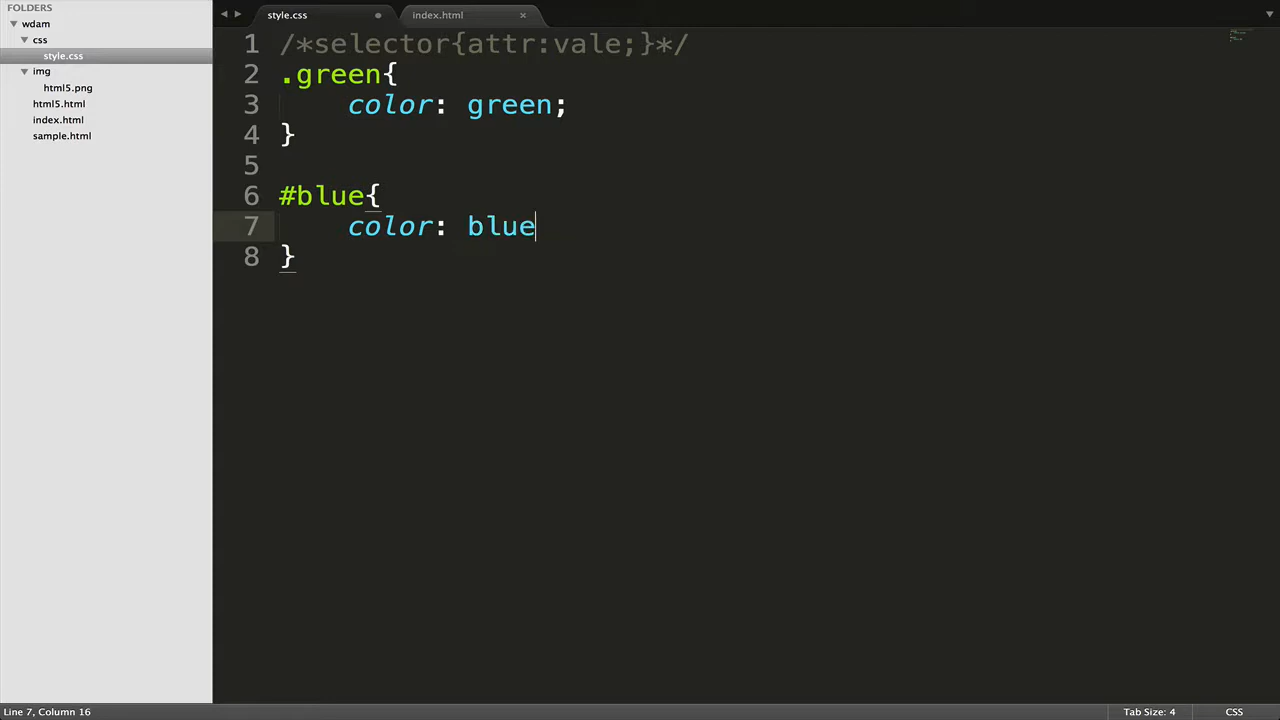 FOLDERS
wdam
css
style.css
img
html5.png
html5.html
index.html
sample.html
style.css
index.html
1 /*selector{attr:vale;}*/
2 .green{
3 color: green;
4 }
5
6 #blue{
7 color: blue
8 }
Line 7, Column 16
Tab Size: 4
CSS